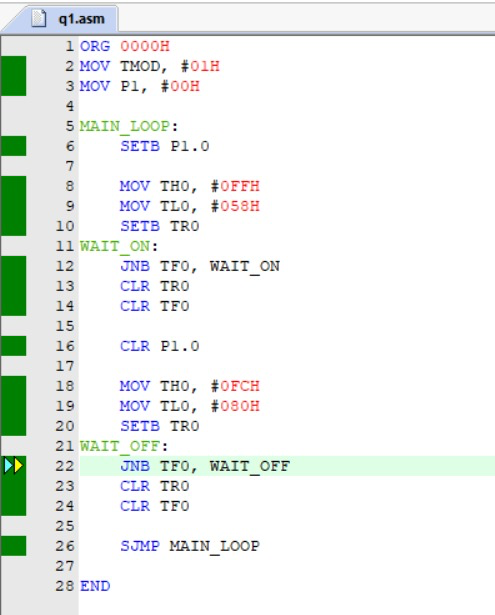 q1.asm
1 ORG 0000H
2 MOV TMOD, #01H
3 MOV P1, #00H
4
5 MAIN_LOOP:
6     SETB P1.0
7
8     MOV TH0, #0FFH
9     MOV TL0, #058H
10     SETB TR0
11 WAIT_ON:
12     JNB TF0, WAIT_ON
13     CLR TR0
14     CLR TF0
15
16     CLR P1.0
17
18     MOV TH0, #0FCH
19     MOV TL0, #080H
20     SETB TR0
21 WAIT_OFF:
22     JNB TF0, WAIT_OFF
23     CLR TR0
24     CLR TF0
25
26     SJMP MAIN_LOOP
27
28 END